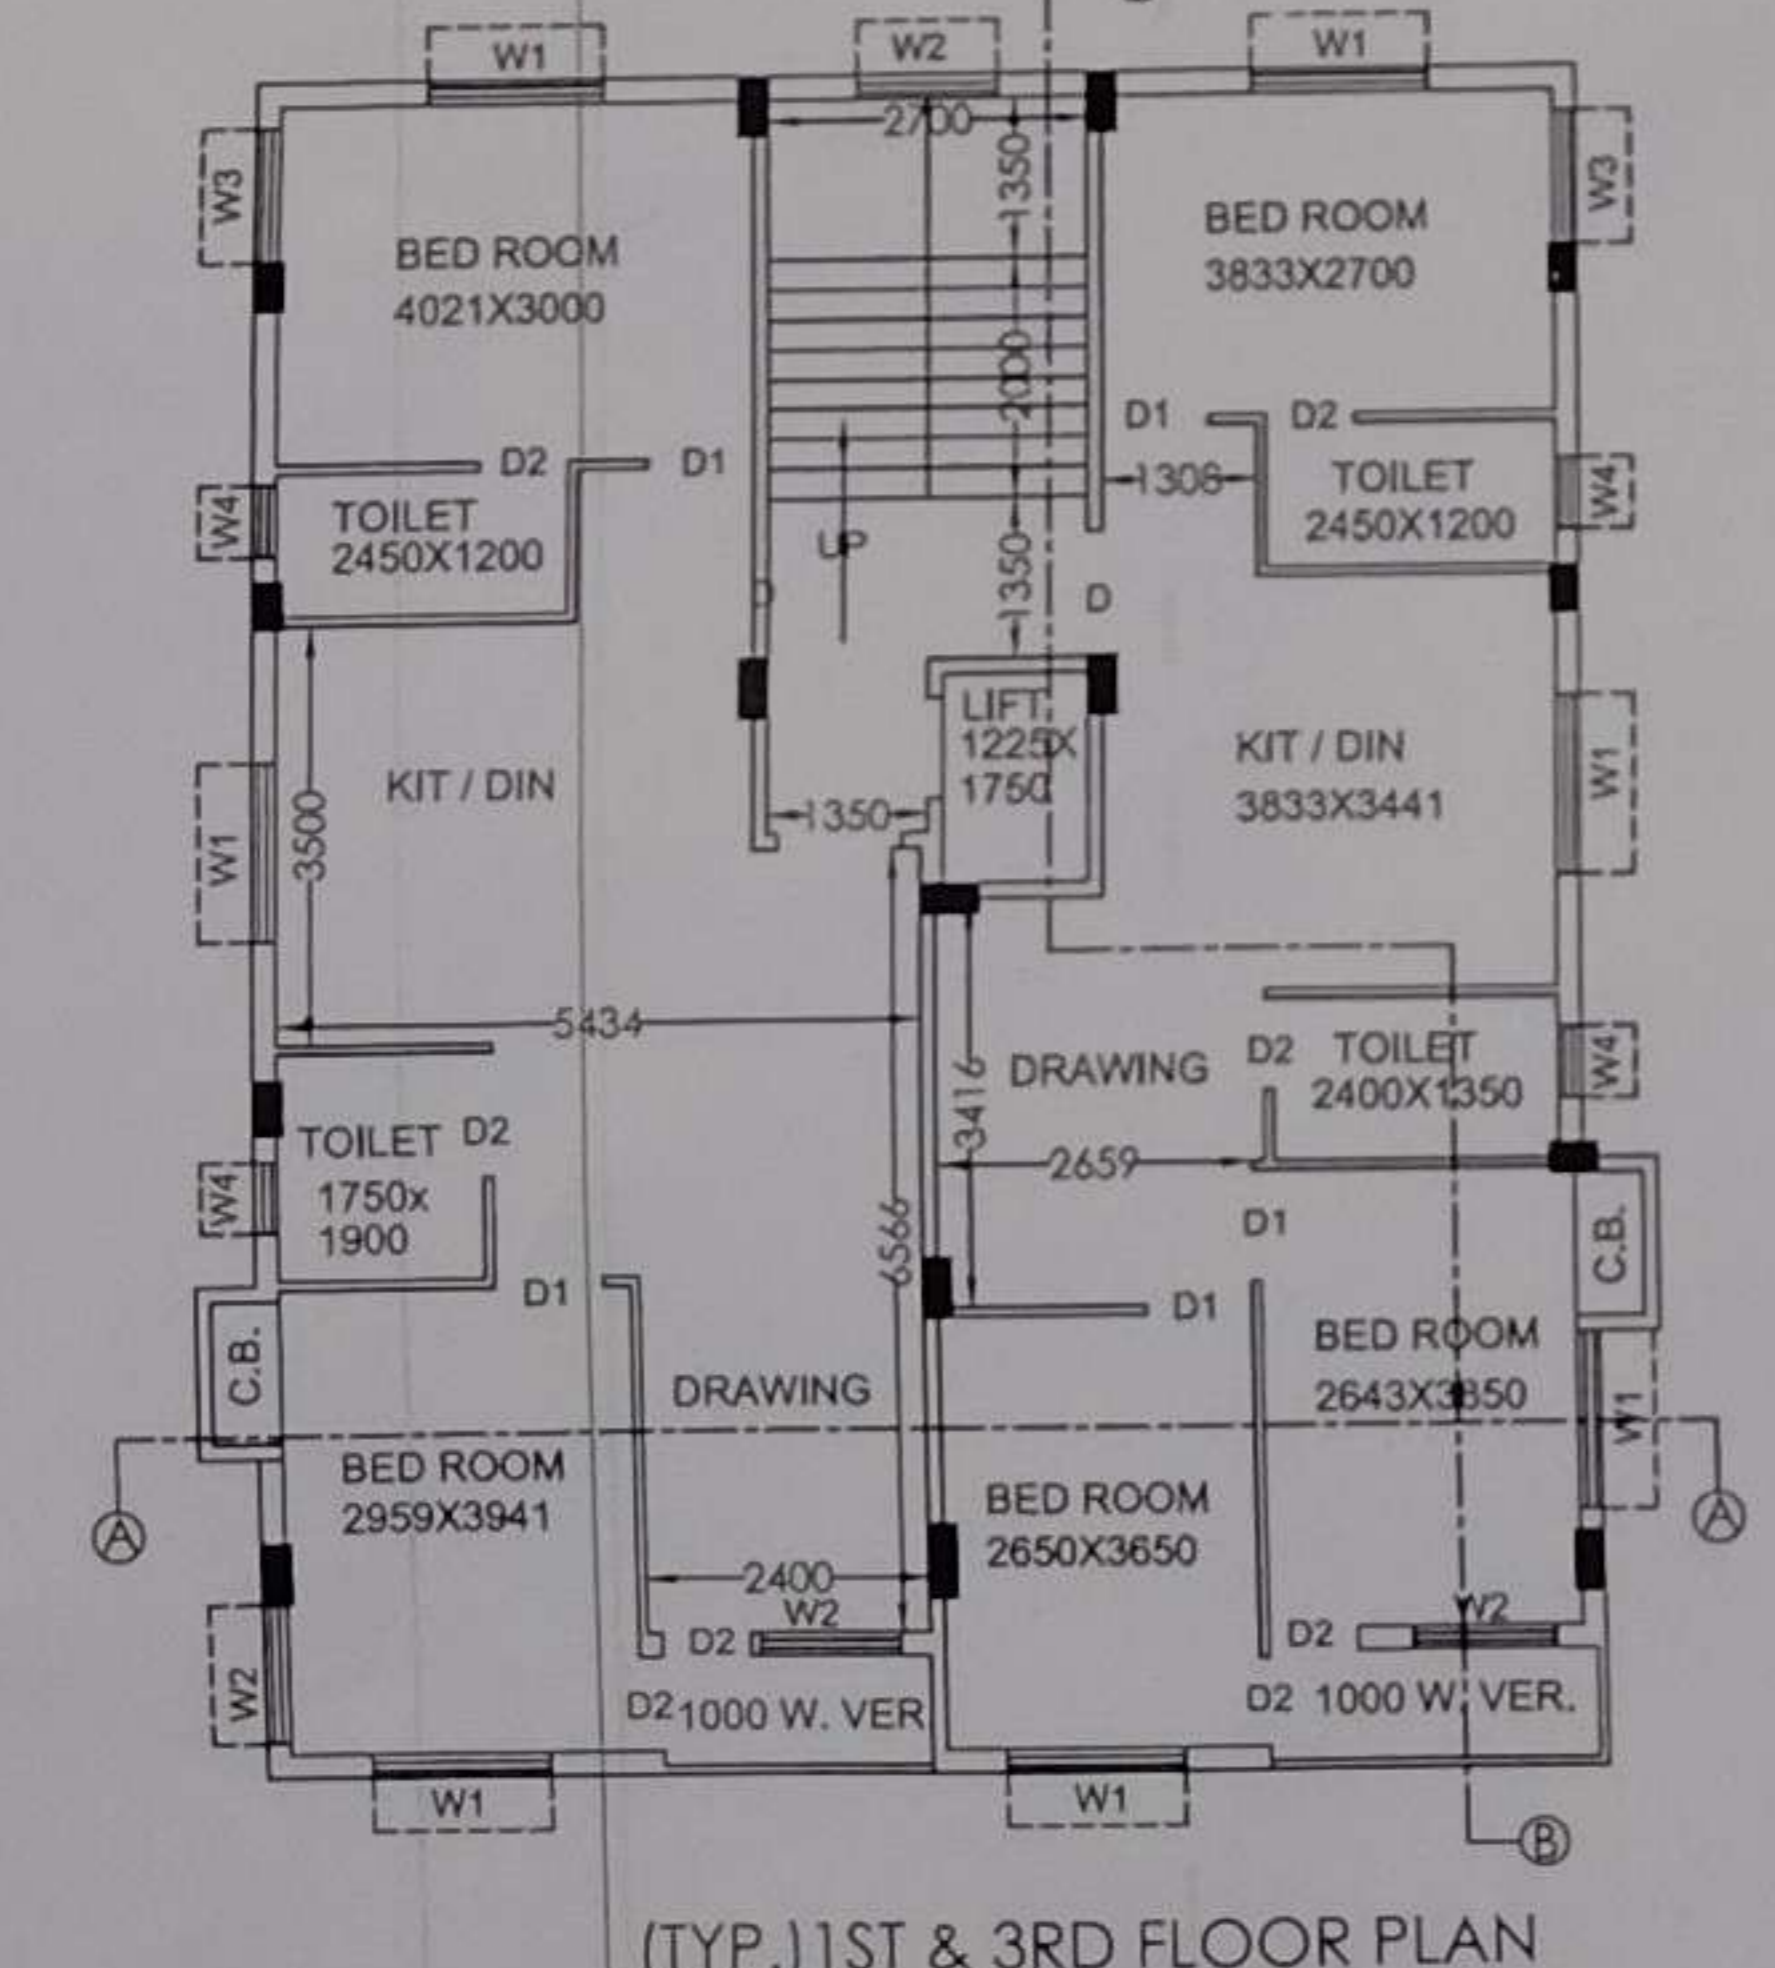 W1
W2
W1
2700
W3
1350
W3
BED ROOM
4021X3000
BED ROOM
3833X2700
2000
D2
D1
D1
D2
W4
TOILET
2450X1200
1306
TOILET
2450X1200
W4
UP
1350
D
D
LIFT
1225X
1750
KIT / DIN
3500
W1
1350
KIT / DIN
3833X3441
W1
5434
DRAWING
D2
TOILET
2400X1350
W4
3416
TOILET
1750x
1900
D2
W4
2659
D1
6566
D1
D1
C.B.
C.B.
DRAWING
BED ROOM
2643X3850
W1
A
BED ROOM
2959X3941
BED ROOM
2650X3650
A
2400
W2
D2
W2
D2
W2
D2
1000 W. VER
D2
1000 W. VER.
W1
W1
B
(TYP.)1ST & 3RD FLOOR PLAN